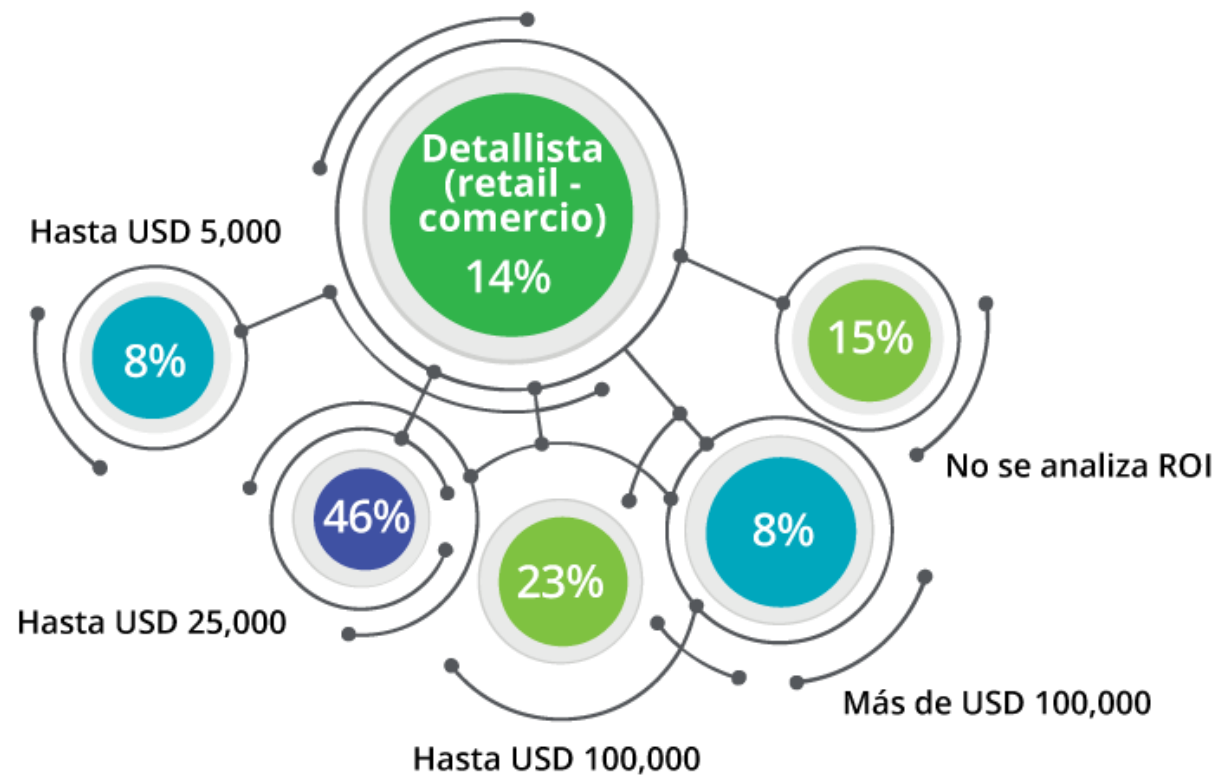 Detallista
(retail -
comercio)
14%
Hasta USD 5,000
8%
15%
No se analiza ROI
46%
Hasta USD 25,000
23%
Hasta USD 100,000
8%
Más de USD 100,000